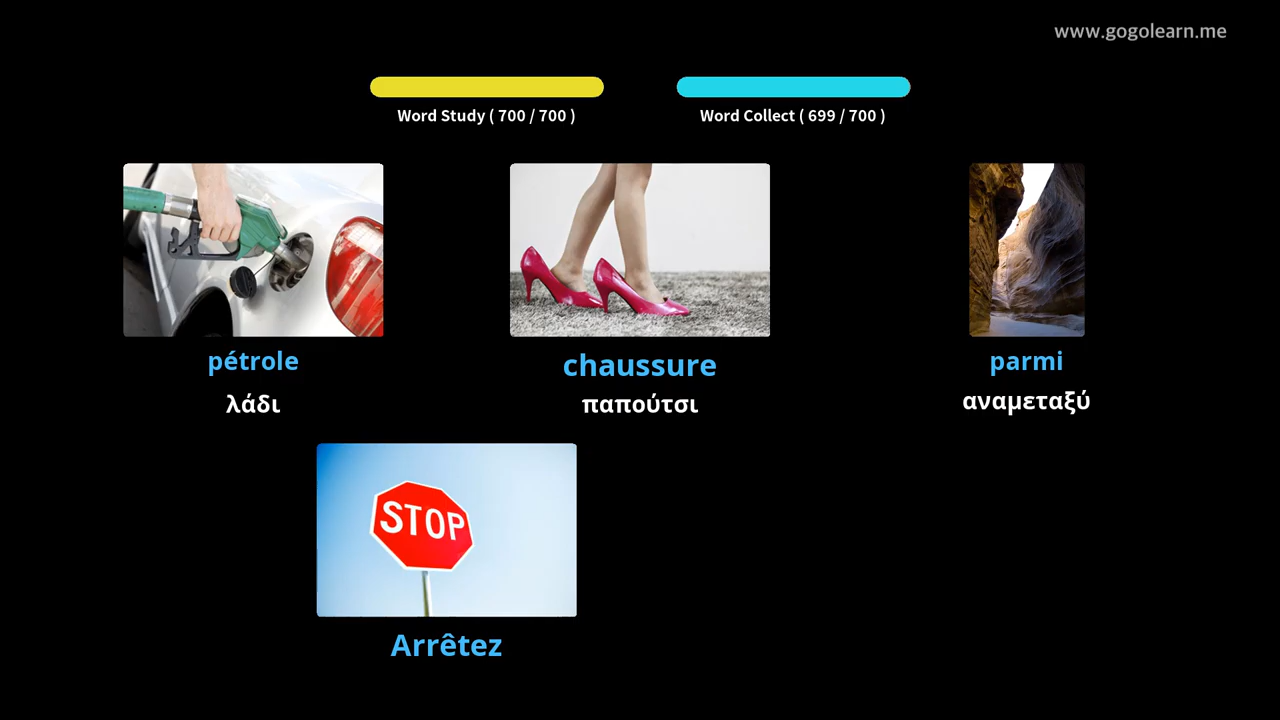 www.gogolearn.me
Word Study ( 700 / 700 )
Word Collect ( 699 / 700 )
pétrole
chaussure
parmi
λάδι
παπούτσι
αναμεταξύ
STOP
Arrêtez